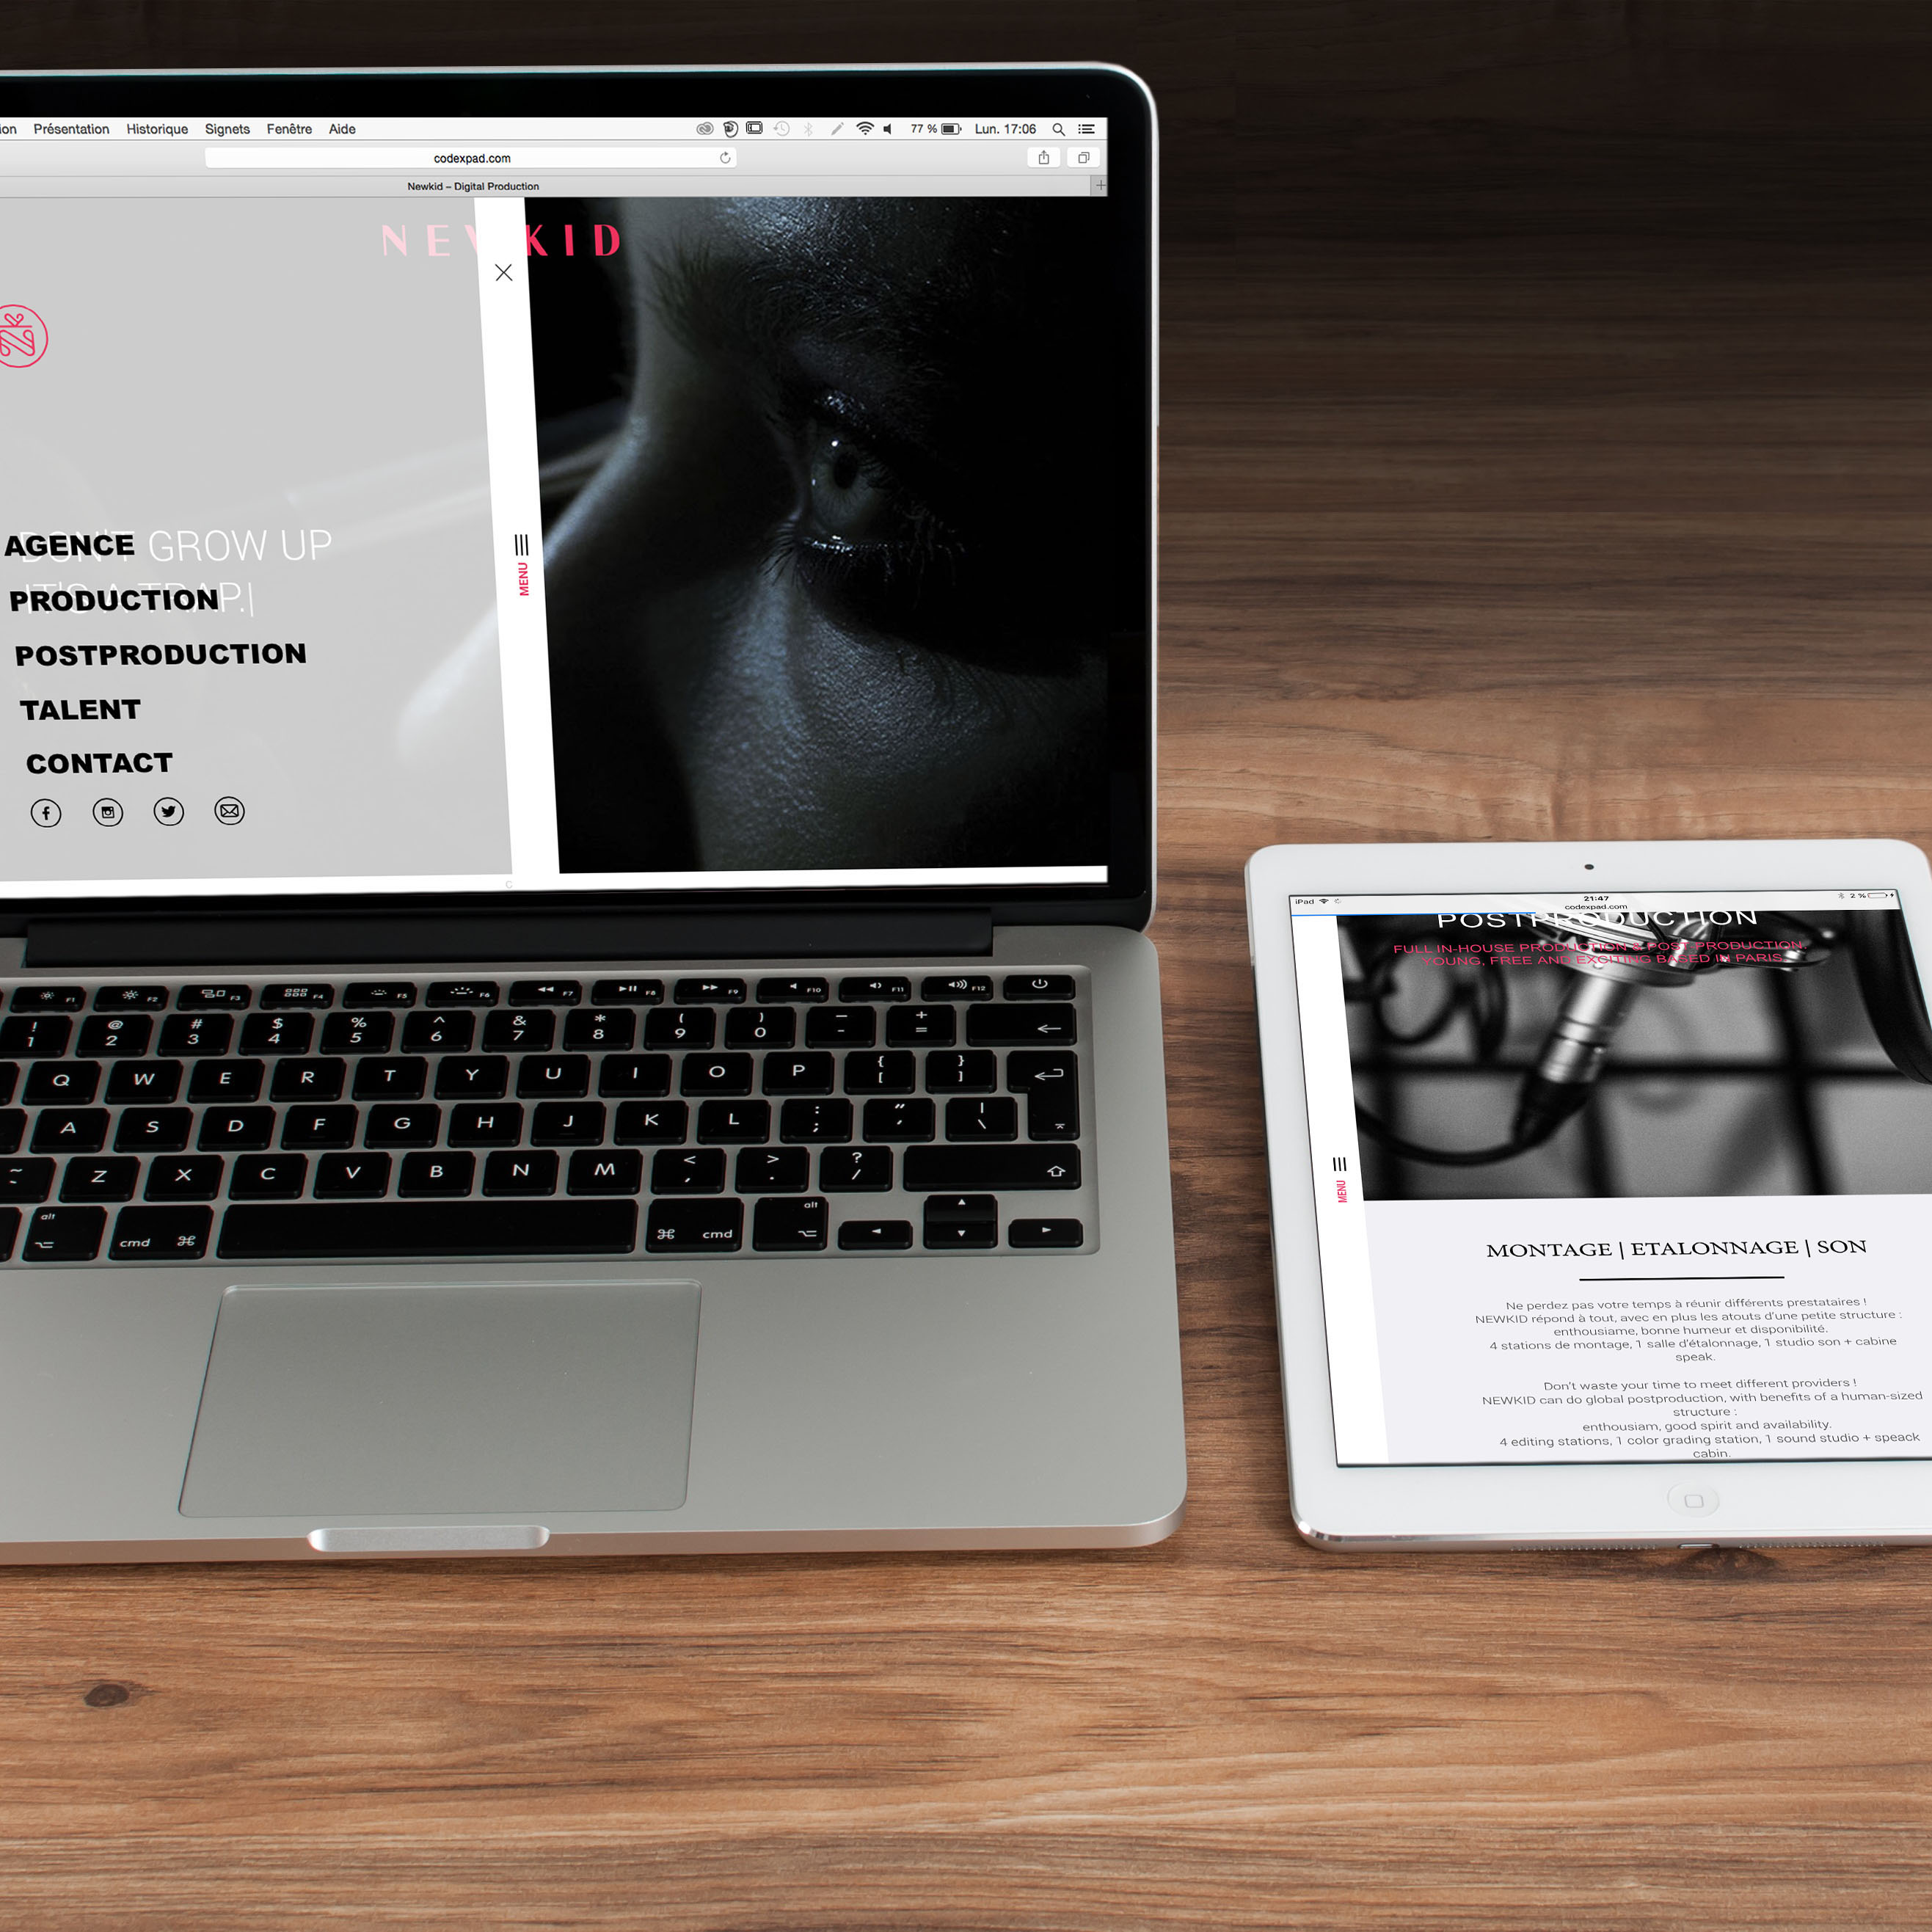 Présentation Historique Signets Fenêtre Aide 77 % Lun. 17:06
codexpad.com
Newkid – Digital Production
NEWKID
DON'T GROW UP
IT'S A TRAP.|
AGENCE
PRODUCTION
POSTPRODUCTION
TALENT
CONTACT
MENU
F1 F2 F3 F4 F5 F6 F7 F8 F9 F10 F11 F12
! 1 @ 2 # 3 $ 4 % 5 ^ 6 & 7 * 8 ( 9 ) 0 – - + =
Q W E R T Y U I O P { [ } ]
A S D F G H J K L : ; " ' | \
~ Z X C V B N M < , > . ? /
alt cmd cmd alt
iPad 21:47 2 %
codexpad.com
POSTPRODUCTION
FULL IN-HOUSE PRODUCTION & POST-PRODUCTION.
YOUNG, FREE AND EXCITING BASED IN PARIS.
MENU
MONTAGE | ETALONNAGE | SON
Ne perdez pas votre temps à réunir différents prestataires !
NEWKID répond à tout, avec en plus les atouts d'une petite structure :
enthousiame, bonne humeur et disponibilité.
4 stations de montage, 1 salle d'étalonnage, 1 studio son + cabine
speak.
Don't waste your time to meet different providers !
NEWKID can do global postproduction, with benefits of a human-sized
structure :
enthousiam, good spirit and availability.
4 editing stations, 1 color grading station, 1 sound studio + speack
cabin.